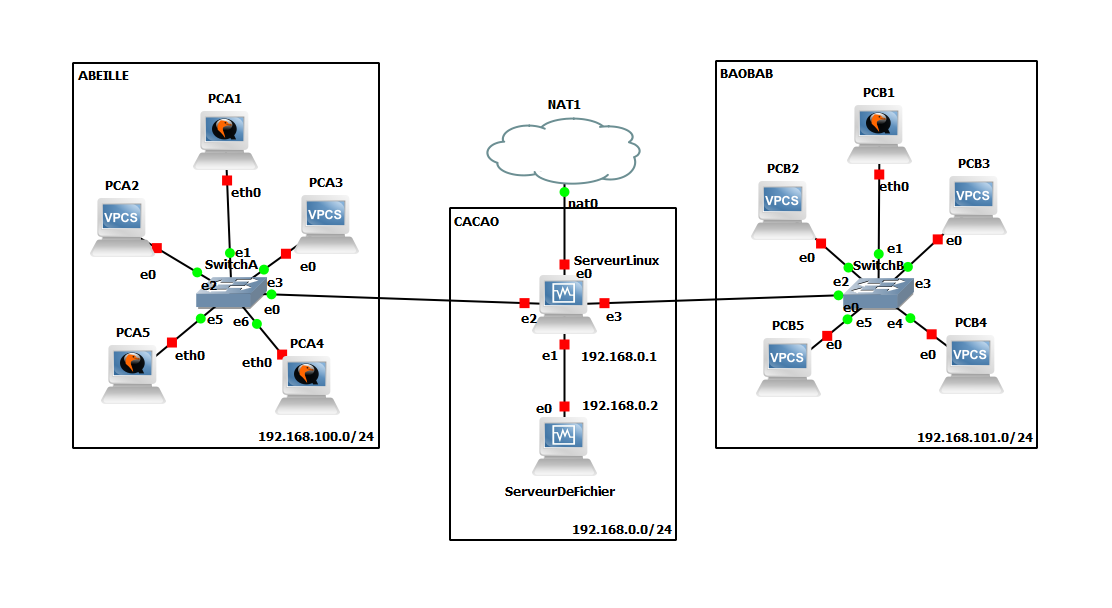 ABEILLE
PCA1
eth0
PCA2
VPCS
e0
PCA3
VPCS
e0
e1
SwitchA
e2
e3
e0
e5
e6
PCA5
eth0
PCA4
eth0
192.168.100.0/24
NAT1
nat0
CACAO
ServeurLinux
e0
e2
e3
e1
192.168.0.1
e0
192.168.0.2
ServeurDeFichier
192.168.0.0/24
BAOBAB
PCB1
eth0
PCB2
VPCS
e0
PCB3
VPCS
e0
e1
SwitchB
e2
e3
e0
e5
e4
PCB5
VPCS
e0
PCB4
VPCS
e0
192.168.101.0/24